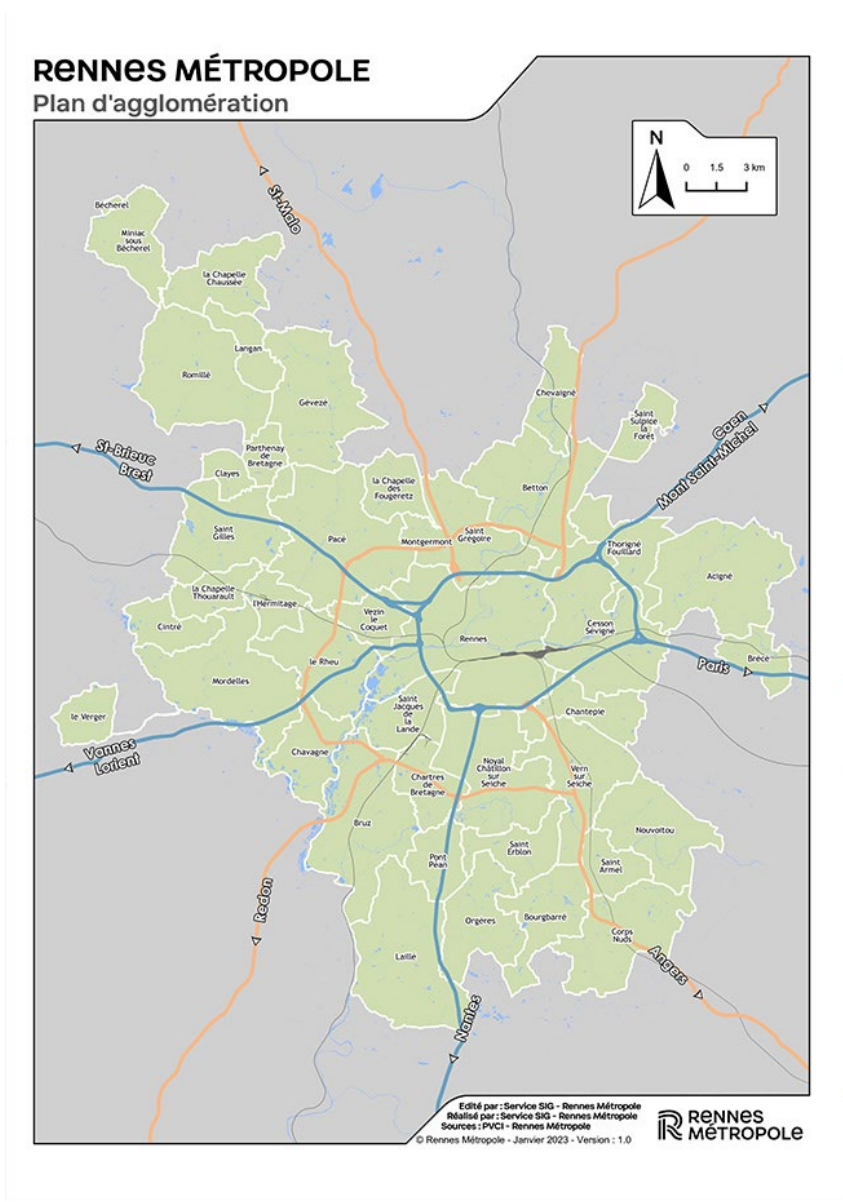 RENNES MÉTROPOLE
Plan d'agglomération
N
0 1.5 3 km
St-Malo
Bécherel
Miniac
sous
Bécherel
la Chapelle
Chaussée
Langan
Romillé
Gévezé
Chevaigné
Saint
Sulpice
la
Forêt
Caen
Mont Saint-Michel
St-Brieuc
Brest
Parthenay
de
Bretagne
Clayes
la Chapelle
des
Fougeretz
Betton
Saint
Gilles
Pacé
Montgermont
Saint
Grégoire
Thorigné
Fouillard
Acigné
la Chapelle
Thouarault
l'Hermitage
Vezin
le
Coquet
Cintré
Rennes
Cesson
Sévigné
le Rheu
Brécé
Paris
Mordelles
le Verger
Saint
Jacques
de
la
Lande
Chantepie
Vannes
Lorient
Chavagne
Noyal
Châtillon
sur
Seiche
Vern
sur
Seiche
Chartres
de
Bretagne
Bruz
Nouvoitou
Saint
Erblon
Pont
Péan
Saint
Armel
Redon
Orgères
Bourgbarré
Corps
Nuds
Laillé
Angers
Nantes
Edité par : Service SIG - Rennes Métropole
Réalisé par : Service SIG - Rennes Métropole
Sources : PVCI - Rennes Métropole
© Rennes Métropole - Janvier 2023 - Version : 1.0
RENNES
MÉTROPOLE